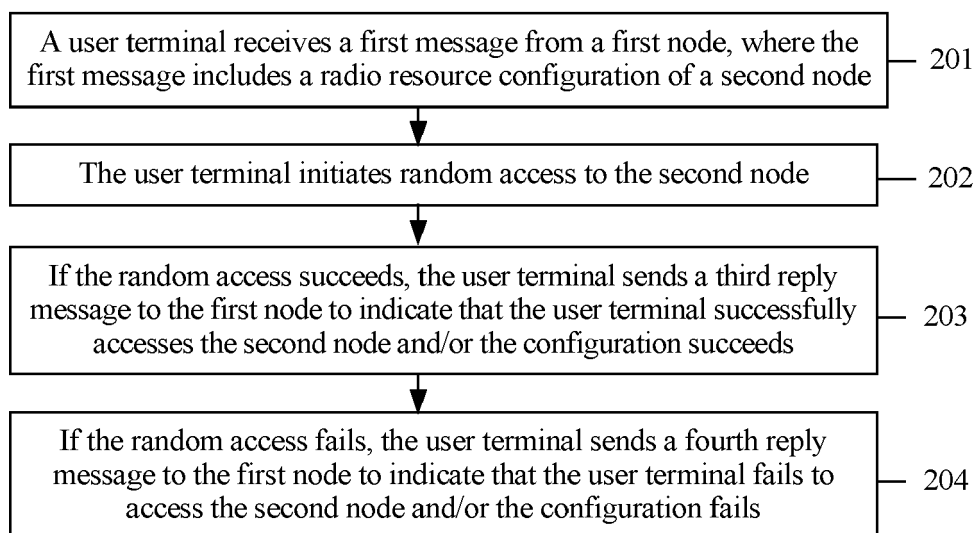 A user terminal receives a first message from a first node, where the
first message includes a radio resource configuration of a second node
201
The user terminal initiates random access to the second node
202
If the random access succeeds, the user terminal sends a third reply
message to the first node to indicate that the user terminal successfully
accesses the second node and/or the configuration succeeds
203
If the random access fails, the user terminal sends a fourth reply
message to the first node to indicate that the user terminal fails to
access the second node and/or the configuration fails
204